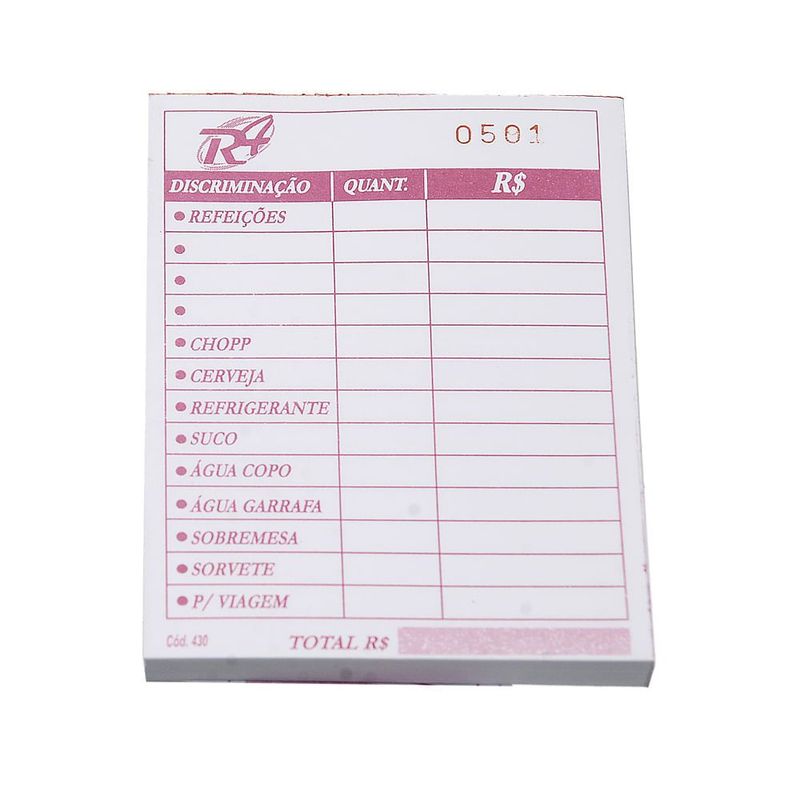 R4
0501
DISCRIMINAÇÃO QUANT. R$
REFEIÇÕES
CHOPP
CERVEJA
REFRIGERANTE
SUCO
ÁGUA COPO
ÁGUA GARRAFA
SOBREMESA
SORVETE
P/ VIAGEM
Cód. 430 TOTAL R$